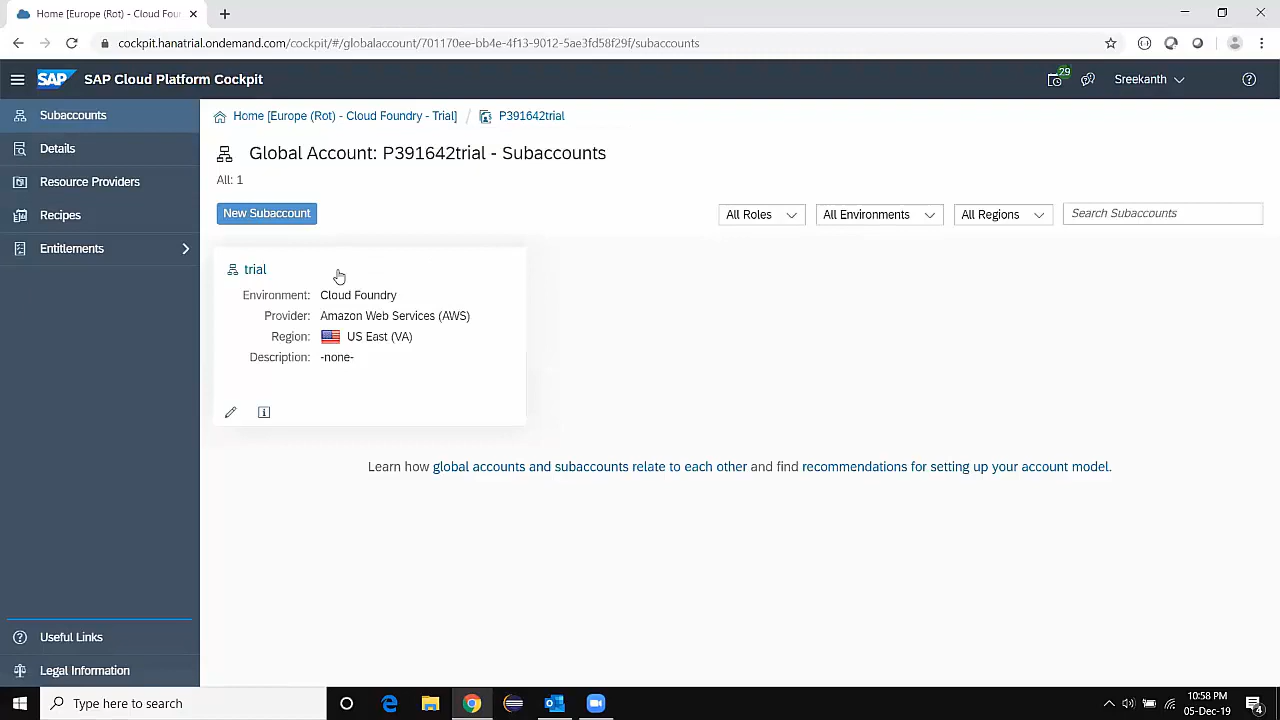 Home [Europe (Rot) - Cloud Foun
cockpit.hanatrial.ondemand.com/cockpit/#/globalaccount/701170ee-bb4e-4f13-9012-5ae3fd58f29f/subaccounts
SAP SAP Cloud Platform Cockpit
29
Sreekanth
Subaccounts
Details
Resource Providers
Recipes
Entitlements
Useful Links
Legal Information
Home [Europe (Rot) - Cloud Foundry - Trial] / P391642trial
Global Account: P391642trial - Subaccounts
All: 1
New Subaccount
All Roles
All Environments
All Regions
Search Subaccounts
trial
Environment: Cloud Foundry
Provider: Amazon Web Services (AWS)
Region: US East (VA)
Description: -none-
Learn how global accounts and subaccounts relate to each other and find recommendations for setting up your account model.
Type here to search
10:58 PM
05-Dec-19
4